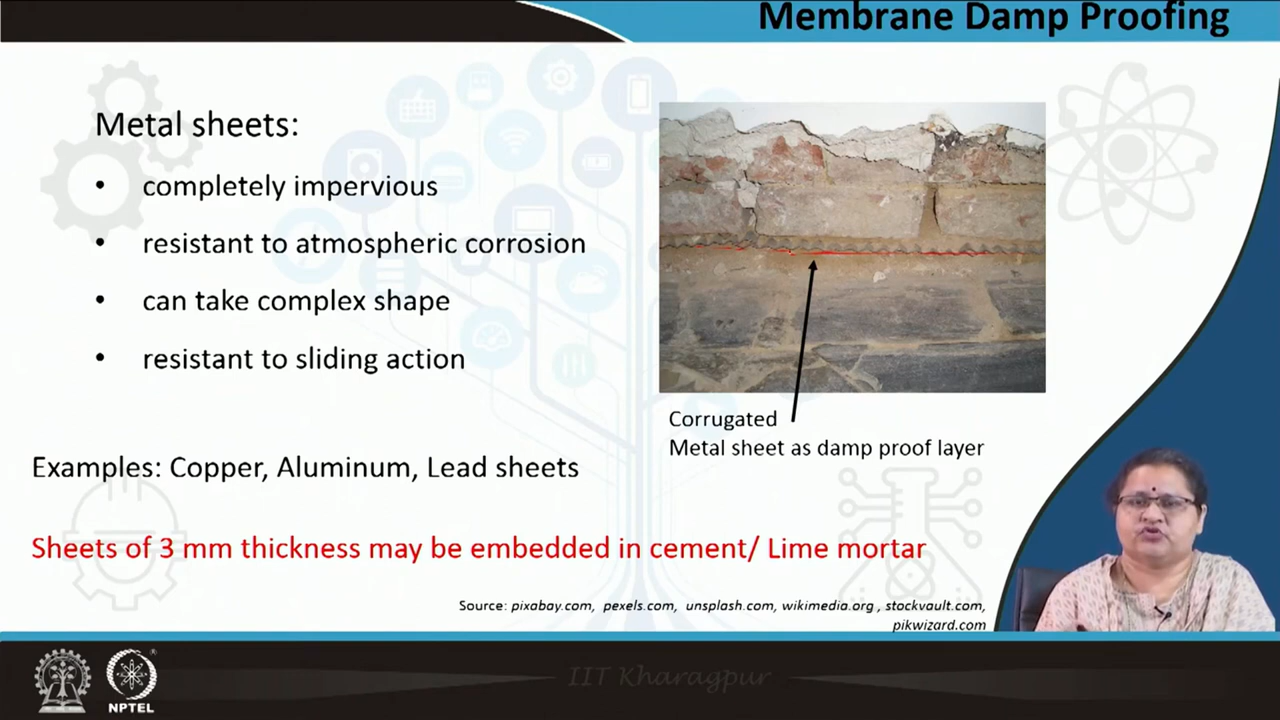 Membrane Damp Proofing
Metal sheets:
• completely impervious
• resistant to atmospheric corrosion
• can take complex shape
• resistant to sliding action
Corrugated
Metal sheet as damp proof layer
Examples: Copper, Aluminum, Lead sheets
Sheets of 3 mm thickness may be embedded in cement/ Lime mortar
Source: pixabay.com, pexels.com, unsplash.com, wikimedia.org , stockvault.com,
pikwizard.com
IIT Kharagpur
NPTEL